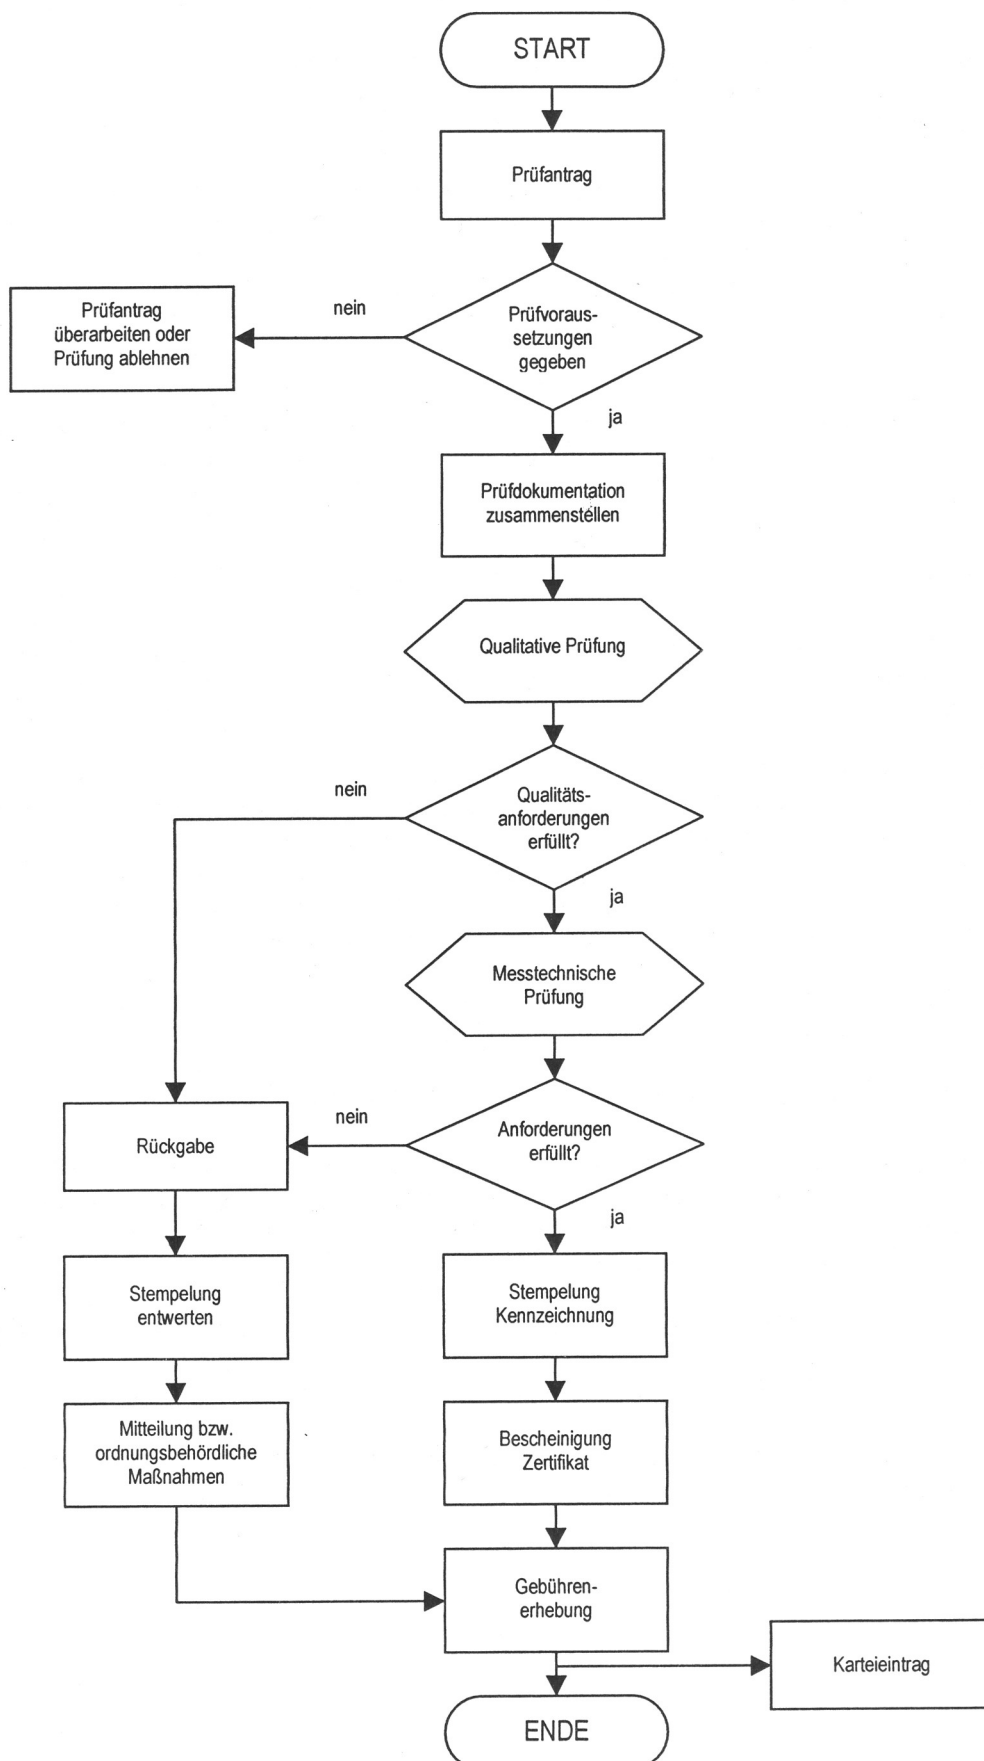 START
Prüfantrag
nein
Prüfantrag
überarbeiten oder
Prüfung ablehnen
Prüfvoraus-
setzungen
gegeben
ja
Prüfdokumentation
zusammenstellen
Qualitative Prüfung
nein
Qualitäts-
anforderungen
erfüllt?
ja
Messtechnische
Prüfung
nein
Anforderungen
erfüllt?
Rückgabe
ja
Stempelung
entwerten
Stempelung
Kennzeichnung
Mitteilung bzw.
ordnungsbehördliche
Maßnahmen
Bescheinigung
Zertifikat
Gebühren-
erhebung
Karteieintrag
ENDE